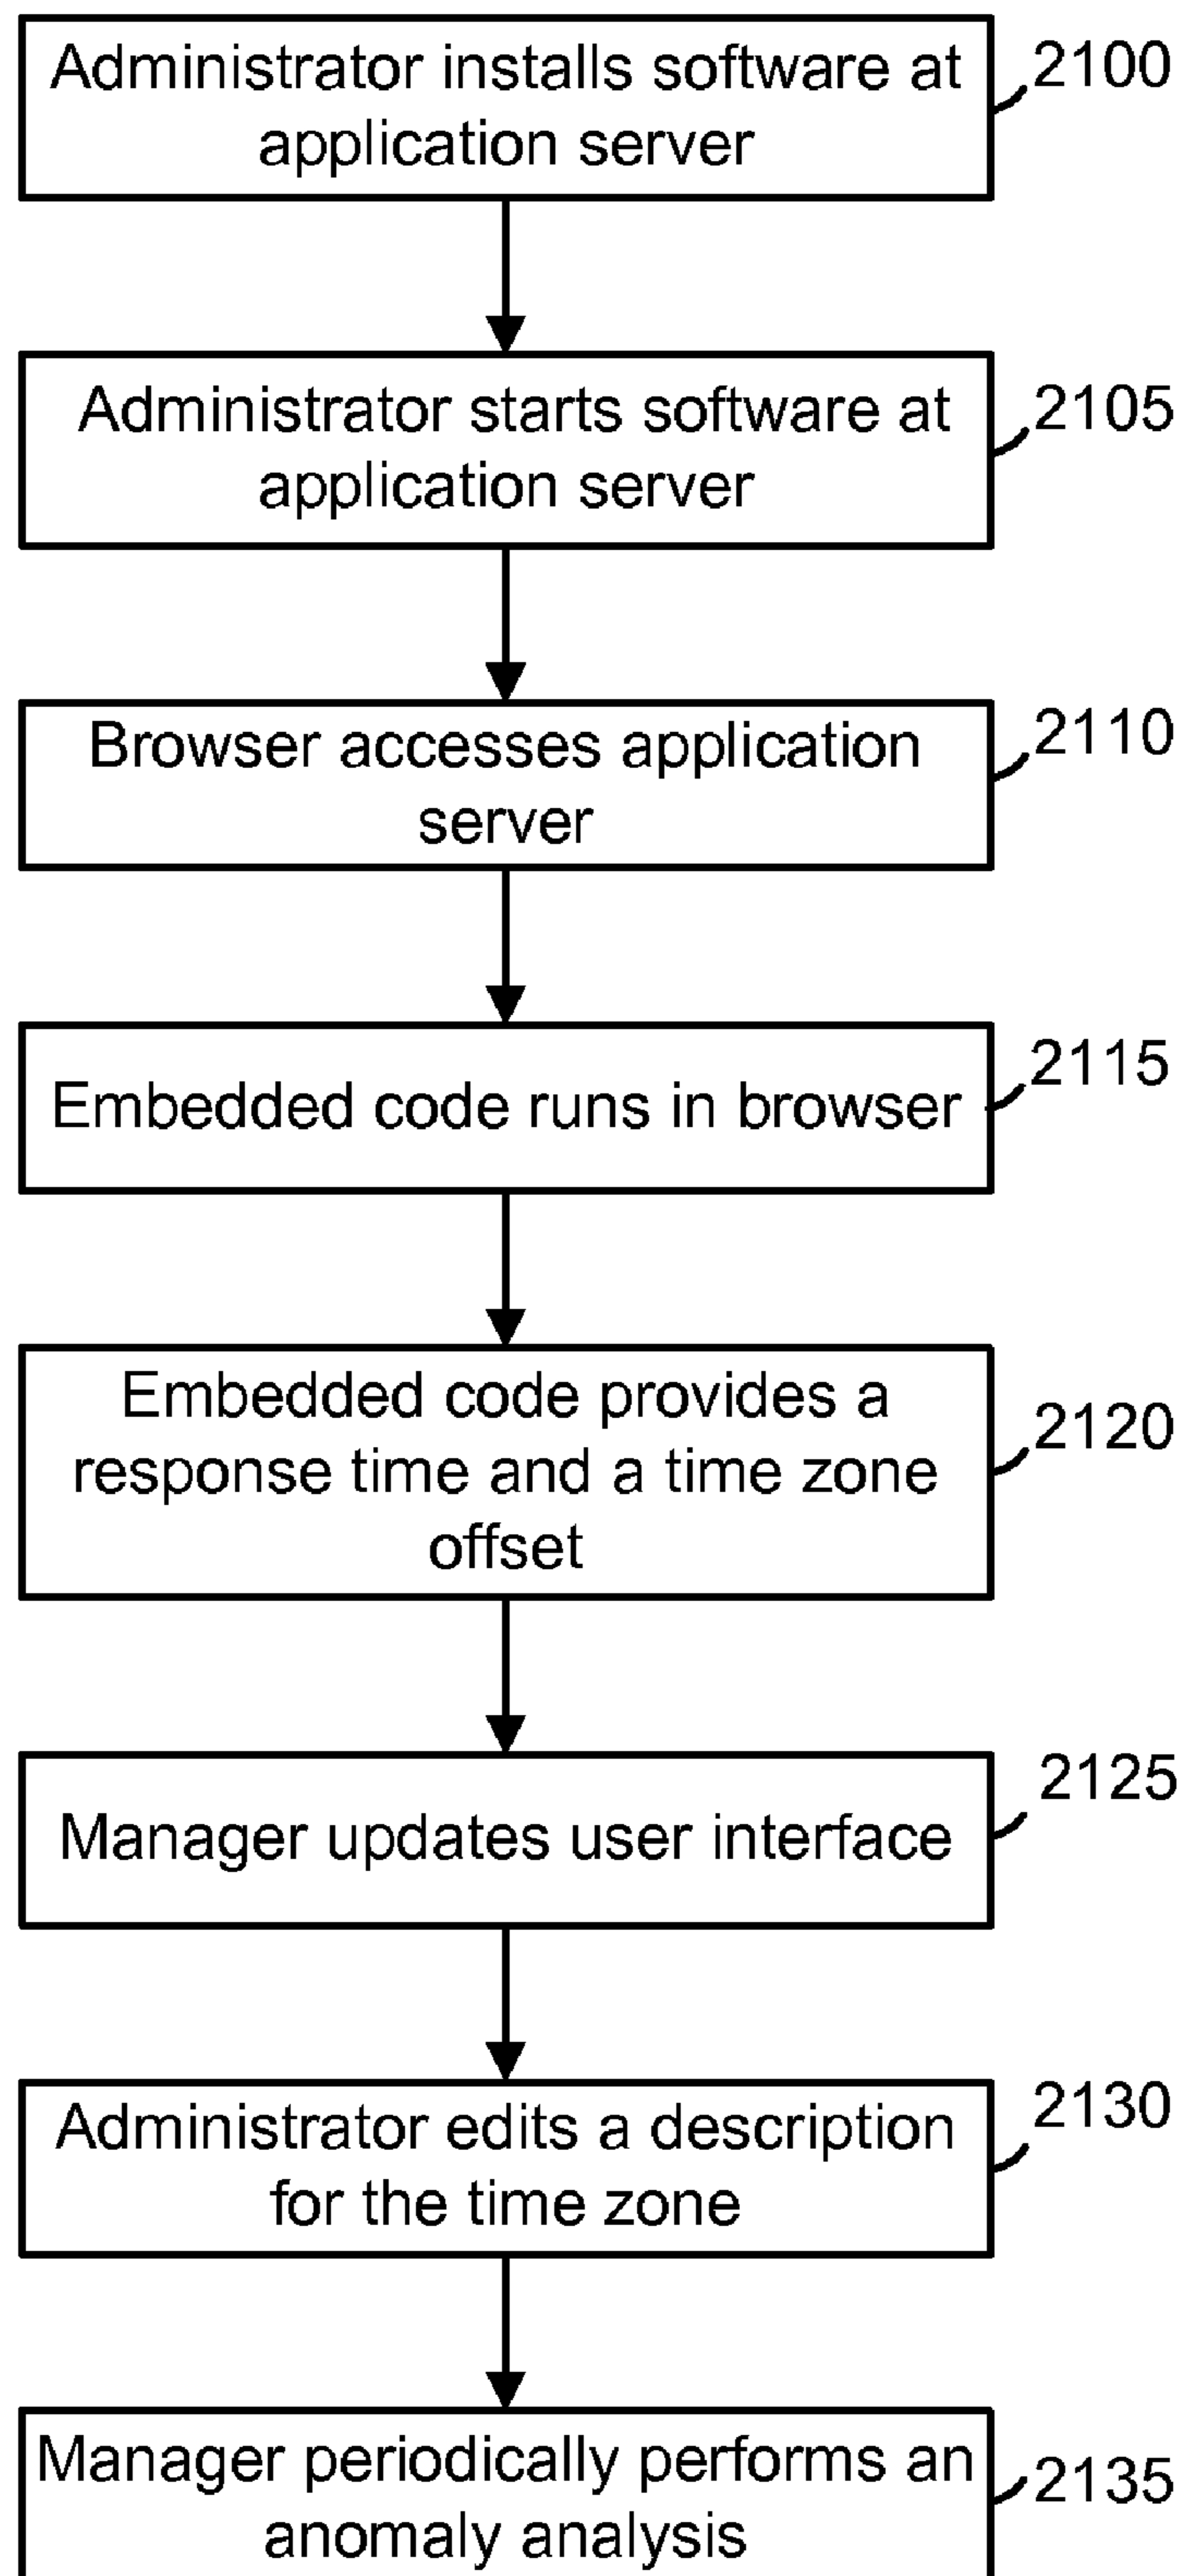 Administrator installs software at
application server
2100
Administrator starts software at
application server
2105
Browser accesses application
server
2110
Embedded code runs in browser
2115
Embedded code provides a
response time and a time zone
offset
2120
Manager updates user interface
2125
Administrator edits a description
for the time zone
2130
Manager periodically performs an
anomaly analysis
2135